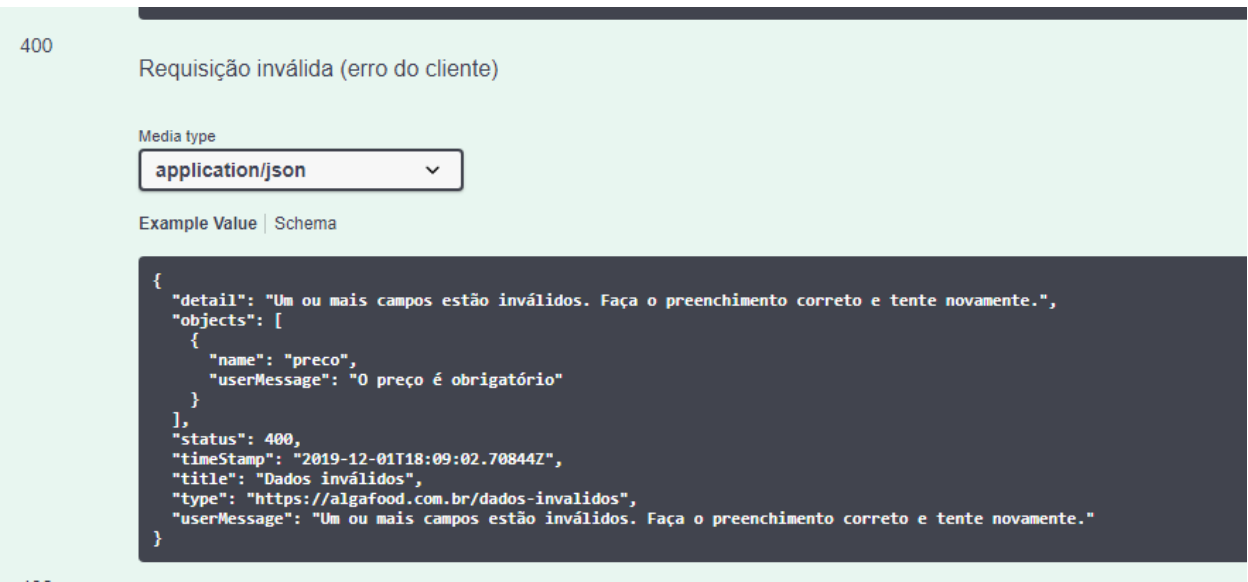 400
Requisição inválida (erro do cliente)
Media type
application/json
Example Value | Schema
{
"detail": "Um ou mais campos estão inválidos. Faça o preenchimento correto e tente novamente.",
"objects": [
{
"name": "preco",
"userMessage": "O preço é obrigatório"
}
],
"status": 400,
"timeStamp": "2019-12-01T18:09:02.70844Z",
"title": "Dados inválidos",
"type": "https://algafood.com.br/dados-invalidos",
"userMessage": "Um ou mais campos estão inválidos. Faça o preenchimento correto e tente novamente."
}